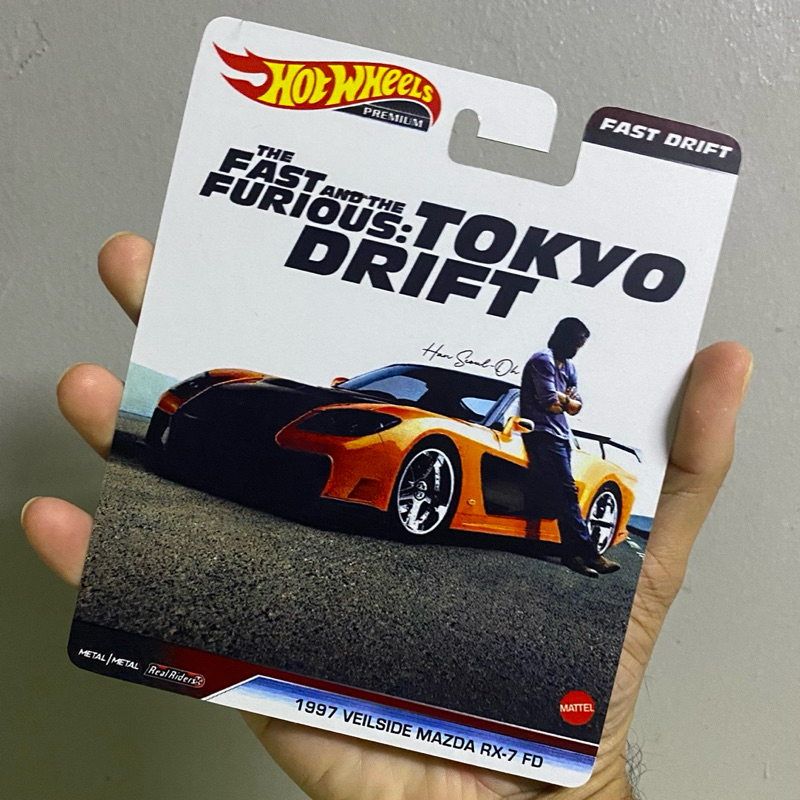 HOT WHEELS
PREMIUM
FAST DRIFT
THE
FAST AND THE
FURIOUS: TOKYO
DRIFT
Han Seoul-Oh
METAL/METAL
Real Riders
1997 VEILSIDE MAZDA RX-7 FD
MATTEL